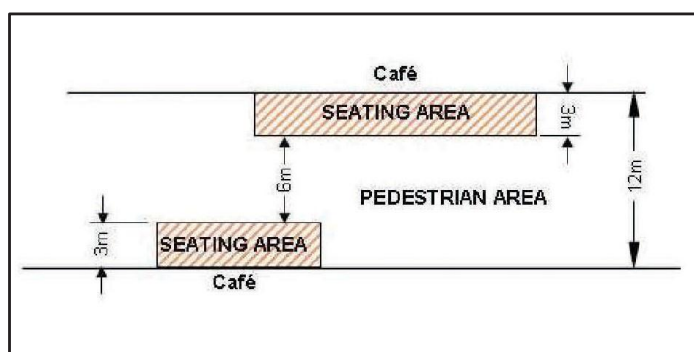 Café
SEATING AREA
3m
6m
12m
PEDESTRIAN AREA
3m
SEATING AREA
Café